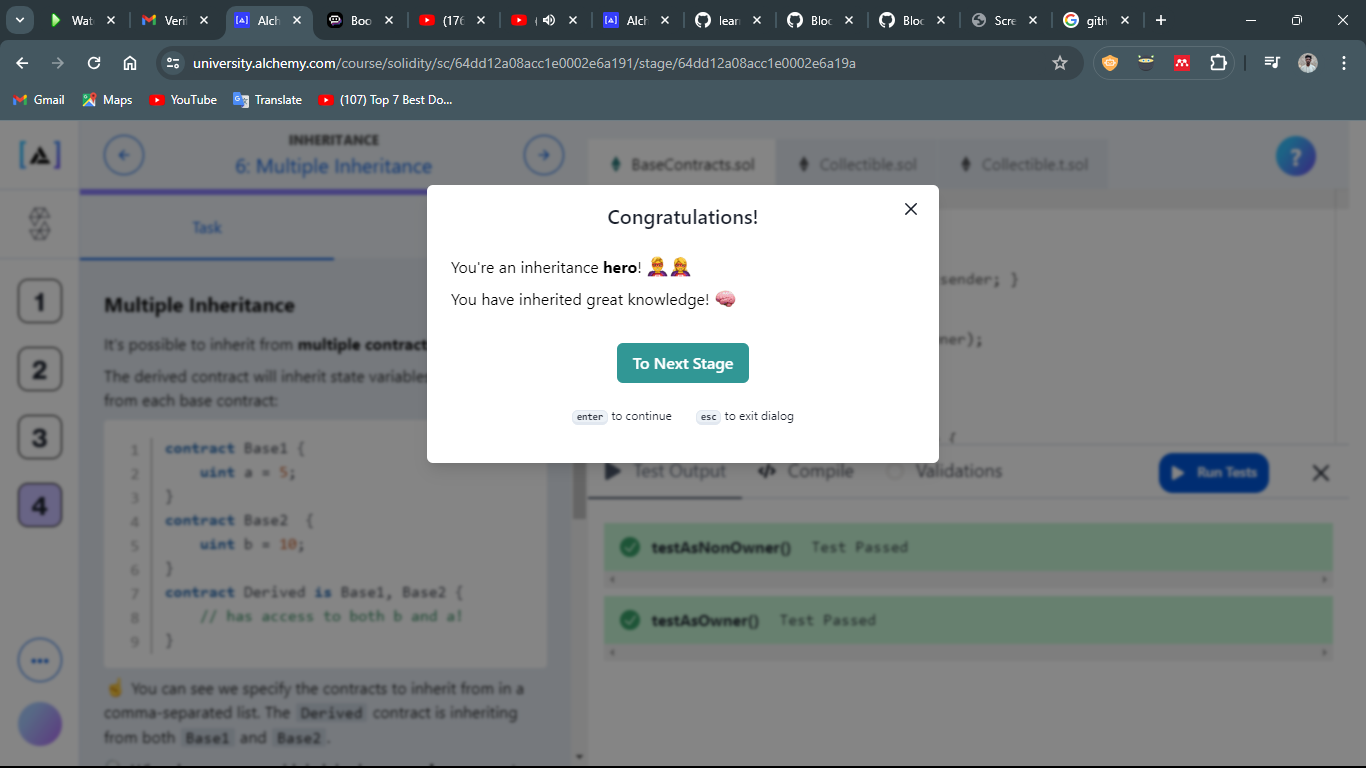 Wat
Veri
Alch
Boo
(176
(
Alch
lear
Bloc
Bloc
Scre
gith
university.alchemy.com/course/solidity/sc/64dd12a08acc1e0002e6a191/stage/64dd12a08acc1e0002e6a19a
Gmail
Maps
YouTube
Translate
(107) Top 7 Best Do...
INHERITANCE
6: Multiple Inheritance
BaseContracts.sol
Collectible.sol
Collectible.t.sol
?
Task
1
2
3
4
Multiple Inheritance
It's possible to inherit from multiple contract
The derived contract will inherit state variables
from each base contract:
1 contract Base1 {
2 uint a = 5;
3 }
4 contract Base2 {
5 uint b = 10;
6 }
7 contract Derived is Base1, Base2 {
8 // has access to both b and a!
9 }
☝️ You can see we specify the contracts to inherit from in a
comma-separated list. The Derived contract is inheriting
from both Base1 and Base2.
Congratulations!
You're an inheritance hero! 🦸🦸‍♀️
You have inherited great knowledge! 🧠
To Next Stage
enter to continue
esc to exit dialog
sender; }
ner);
{
Test Output
Compile
Validations
Run Tests
testAsNonOwner() Test Passed
testAsOwner() Test Passed